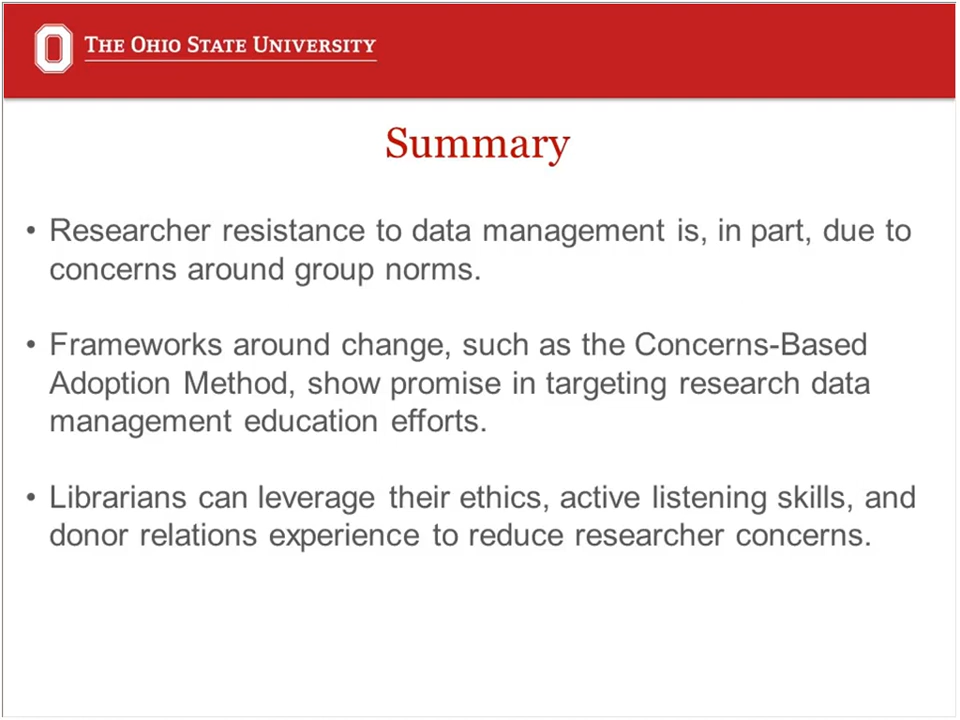 THE OHIO STATE UNIVERSITY
Summary
• Researcher resistance to data management is, in part, due to
concerns around group norms.
• Frameworks around change, such as the Concerns-Based
Adoption Method, show promise in targeting research data
management education efforts.
• Librarians can leverage their ethics, active listening skills, and
donor relations experience to reduce researcher concerns.